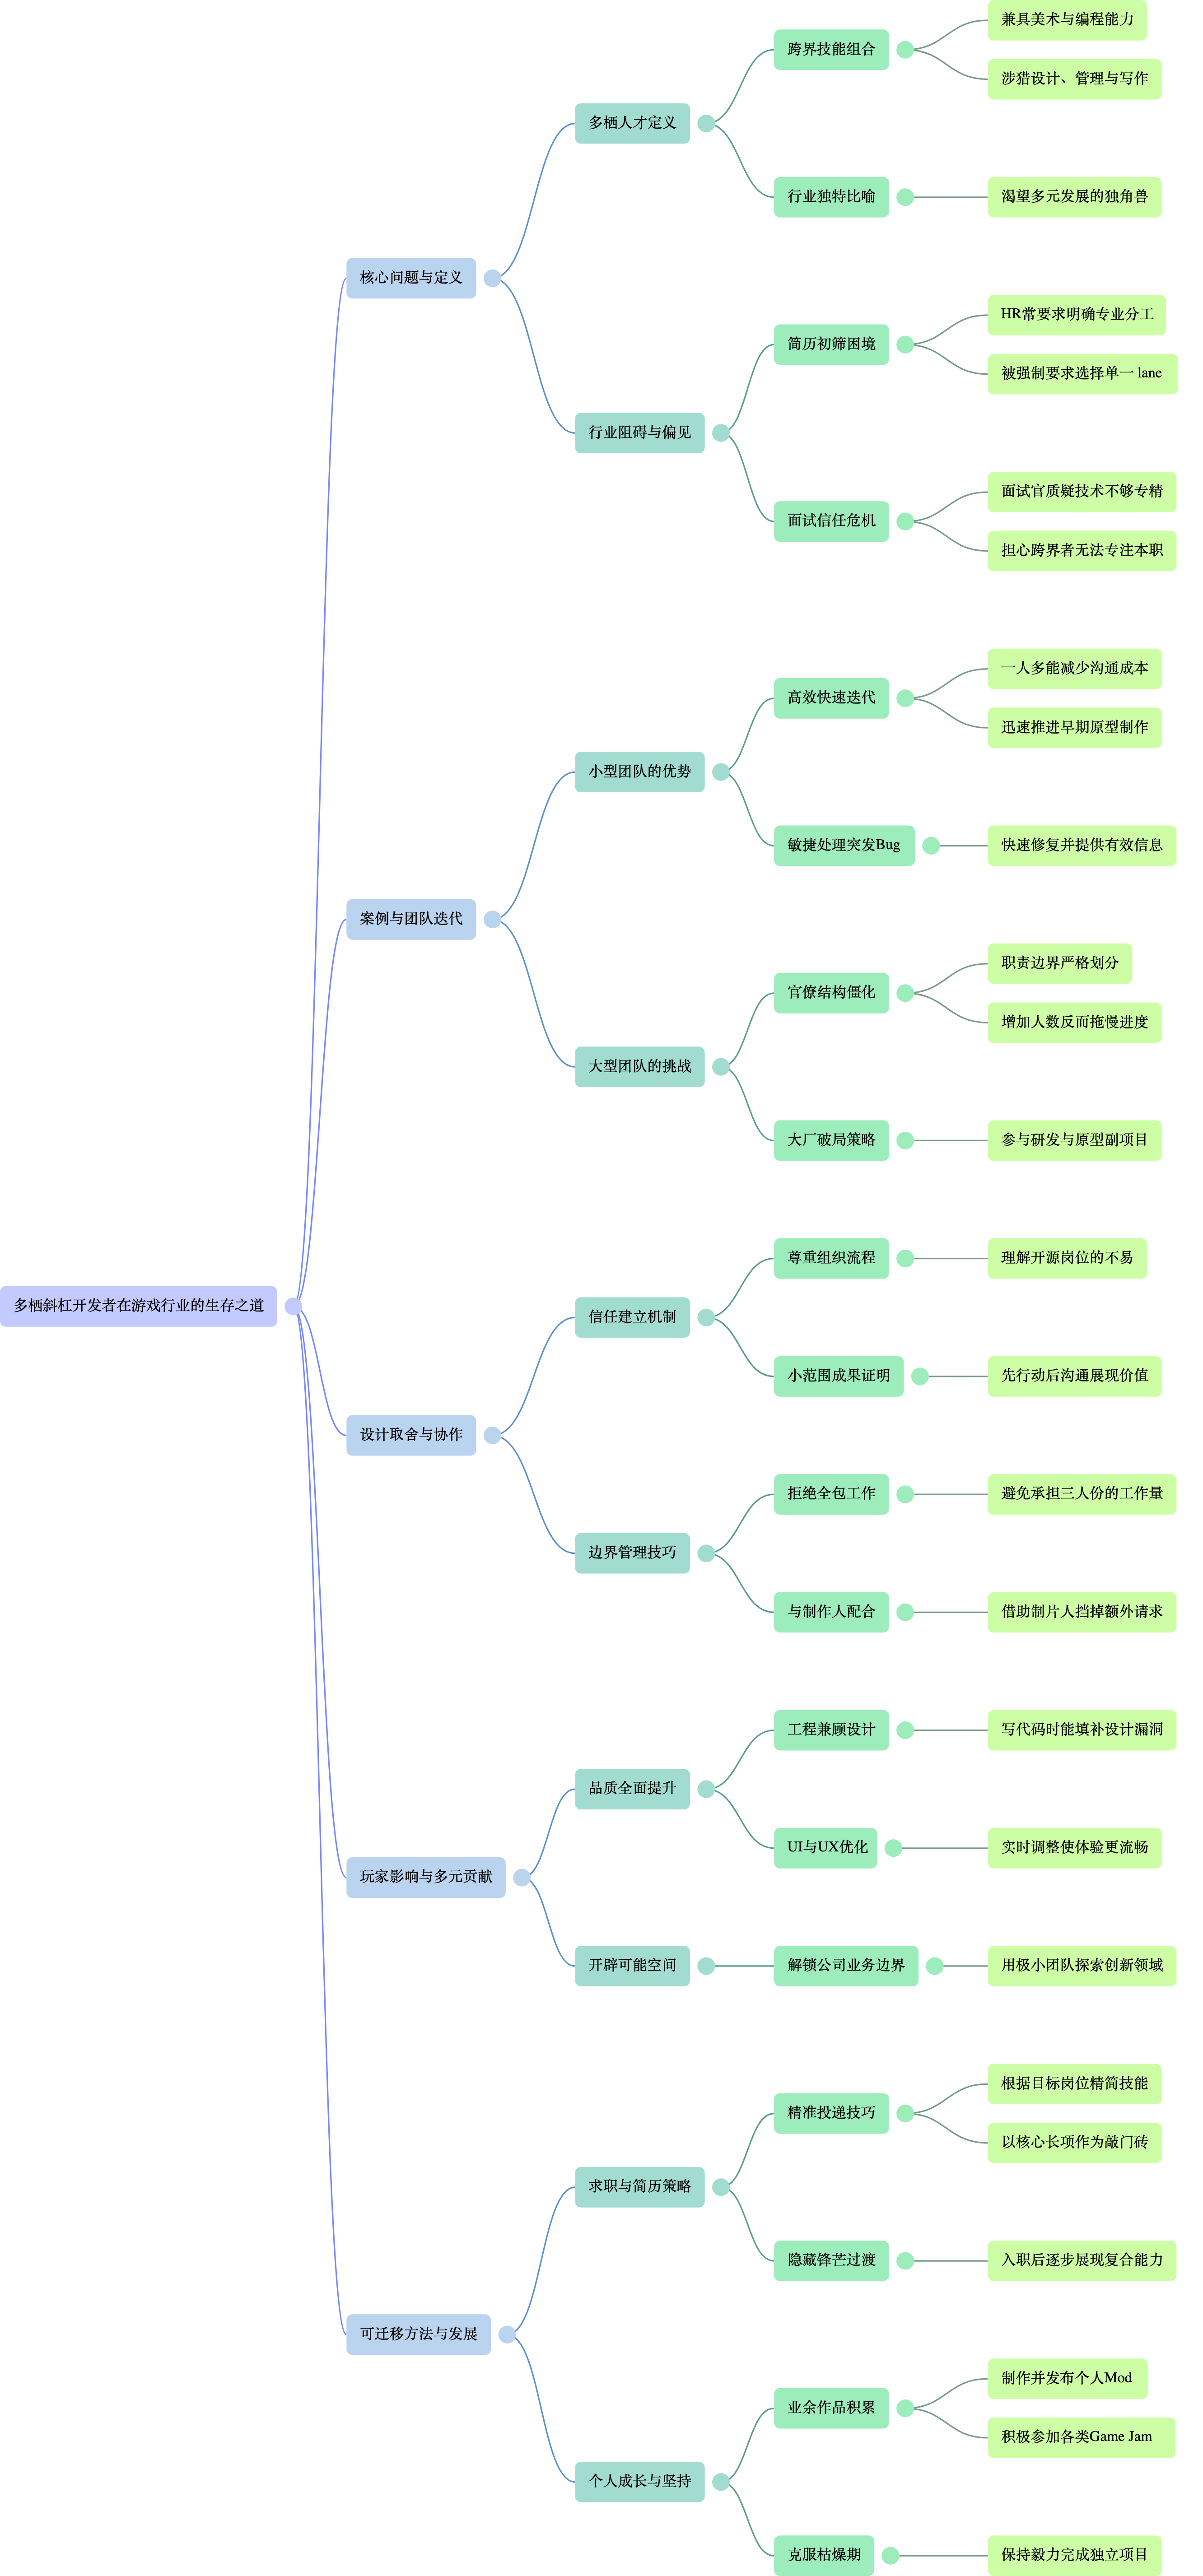 多栖斜杠开发者在游戏行业的生存之道
核心问题与定义
多栖人才定义
跨界技能组合
兼具美术与编程能力
涉猎设计、管理与写作
行业独特比喻
渴望多元发展的独角兽
行业阻碍与偏见
简历初筛困境
HR常要求明确专业分工
被强制要求选择单一 lane
面试信任危机
面试官质疑技术不够专精
担心跨界者无法专注本职
案例与团队迭代
小型团队的优势
高效快速迭代
一人多能减少沟通成本
迅速推进早期原型制作
敏捷处理突发Bug
快速修复并提供有效信息
大型团队的挑战
官僚结构僵化
职责边界严格划分
增加人数反而拖慢进度
大厂破局策略
参与研发与原型副项目
设计取舍与协作
信任建立机制
尊重组织流程
理解开源岗位的不易
小范围成果证明
先行动后沟通展现价值
边界管理技巧
拒绝全包工作
避免承担三人份的工作量
与制作人配合
借助制片人挡掉额外请求
玩家影响与多元贡献
品质全面提升
工程兼顾设计
写代码时能填补设计漏洞
UI与UX优化
实时调整使体验更流畅
开辟可能空间
解锁公司业务边界
用极小团队探索创新领域
可迁移方法与发展
求职与简历策略
精准投递技巧
根据目标岗位精简技能
以核心长项作为敲门砖
隐藏锋芒过渡
入职后逐步展现复合能力
个人成长与坚持
业余作品积累
制作并发布个人Mod
积极参加各类Game Jam
克服枯燥期
保持毅力完成独立项目